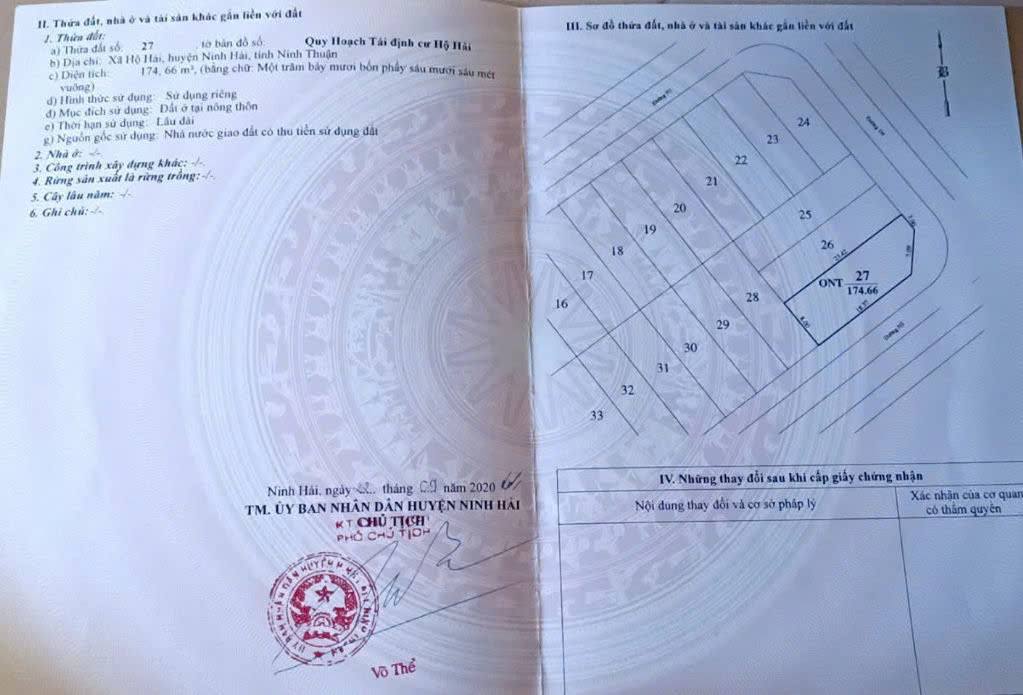 II. Thửa đất, nhà ở và tài sản khác gắn liền với đất
1. Thửa đất:
a) Thửa đất số: 27 , tờ bản đồ số: Quy Hoạch Tái định cư Hộ Hải
b) Địa chỉ: Xã Hộ Hải, huyện Ninh Hải, tỉnh Ninh Thuận
c) Diện tích: 174, 66 m², (bằng chữ: Một trăm bảy mươi bốn phẩy sáu mươi sáu mét
vuông)
d) Hình thức sử dụng: Sử dụng riêng
đ) Mục đích sử dụng: Đất ở tại nông thôn
e) Thời hạn sử dụng: Lâu dài
g) Nguồn gốc sử dụng: Nhà nước giao đất có thu tiền sử dụng đất
2. Nhà ở: -/-
3. Công trình xây dựng khác: -/-.
4. Rừng sản xuất là rừng trồng: -/-.
5. Cây lâu năm: -/-
6. Ghi chú: -/-.
Ninh Hải, ngày tháng 09 năm 2020
TM. ỦY BAN NHÂN DÂN HUYỆN NINH HẢI
KT CHỦ TỊCH
PHÓ CHỦ TỊCH
Võ Thể
III. Sơ đồ thửa đất, nhà ở và tài sản khác gắn liền với đất
B
24
23
22
21
20
19
18
17
16
25
26
23.42
5.00
ONT 27
174.66
8.00
18.37
28
29
30
31
32
33
IV. Những thay đổi sau khi cấp giấy chứng nhận
Nội dung thay đổi và cơ sở pháp lý
Xác nhận của cơ quan
có thẩm quyền